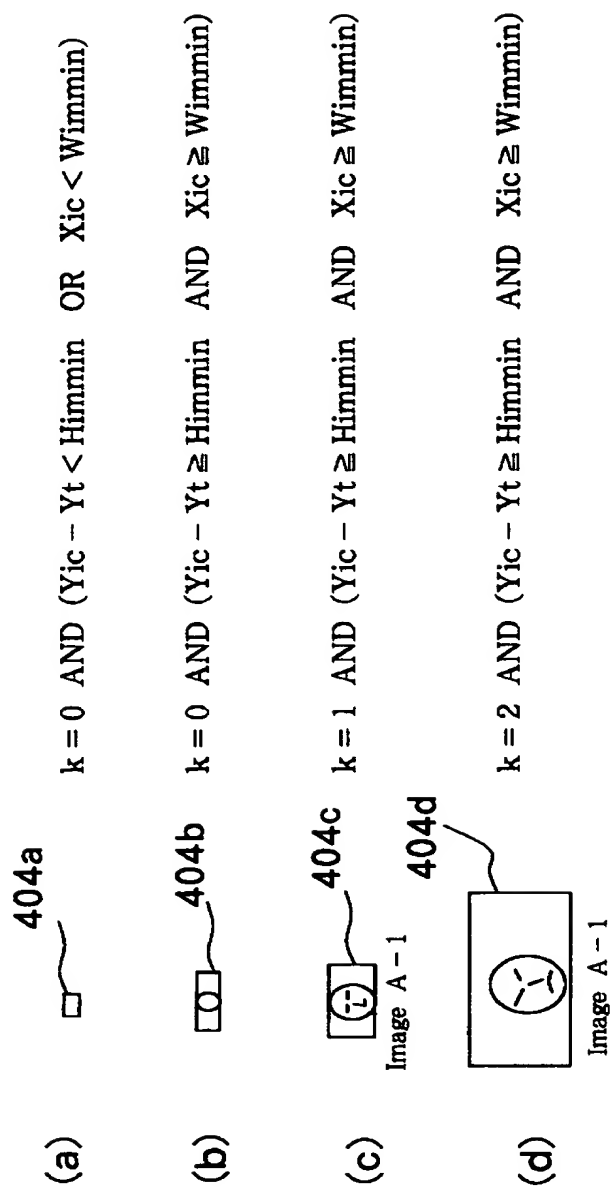 (a) 404a k = 0 AND (Yic − Yt < Himmin OR Xic < Wimmin)
(b) 404b k = 0 AND (Yic − Yt ≧ Himmin AND Xic ≧ Wimmin)
(c) 404c k = 1 AND (Yic − Yt ≧ Himmin AND Xic ≧ Wimmin)
Image A − 1
(d) 404d k = 2 AND (Yic − Yt ≧ Himmin AND Xic ≧ Wimmin)
Image A − 1